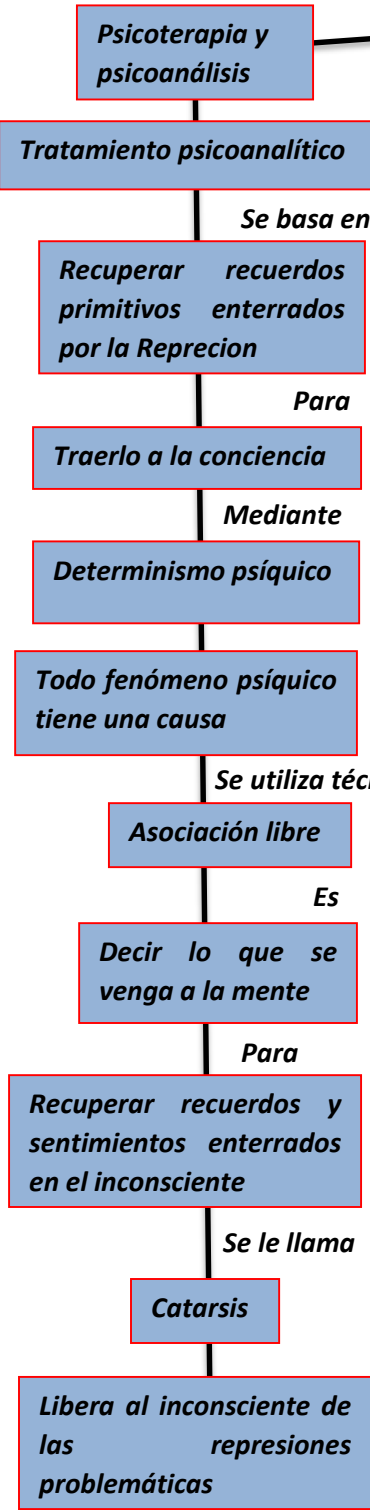 Psicoterapia y
psicoanálisis
Tratamiento psicoanalítico
Se basa en
Recuperar recuerdos
primitivos enterrados
por la Reprecion
Para
Traerlo a la conciencia
Mediante
Determinismo psíquico
Todo fenómeno psíquico
tiene una causa
Se utiliza
Asociación libre
Es
Decir lo que se
venga a la mente
Para
Recuperar recuerdos y
sentimientos enterrados
en el inconsciente
Se le llama
Catarsis
Libera al inconsciente de
las represiones
problemáticas